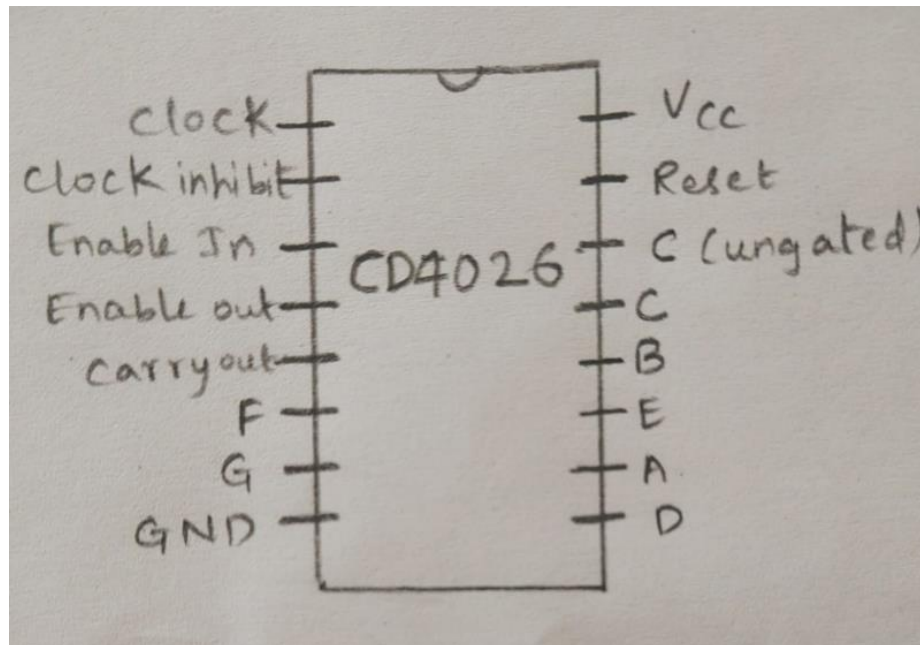 Clock
Vcc
Clock inhibit
Reset
Enable In
C (ungated)
CD4026
Enable out
C
Carryout
B
F
E
G
A
GND
D